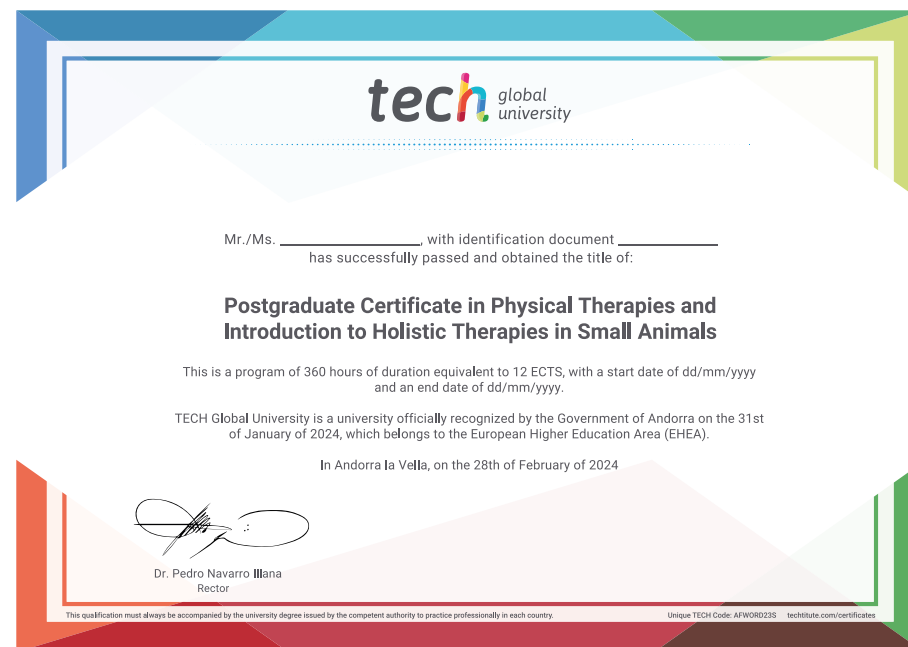 tech global university
Mr./Ms. ____________, with identification document ____________
has successfully passed and obtained the title of:
Postgraduate Certificate in Physical Therapies and
Introduction to Holistic Therapies in Small Animals
This is a program of 360 hours of duration equivalent to 12 ECTS, with a start date of dd/mm/yyyy
and an end date of dd/mm/yyyy.
TECH Global University is a university officially recognized by the Government of Andorra on the 31st
of January of 2024, which belongs to the European Higher Education Area (EHEA).
In Andorra la Vella, on the 28th of February of 2024
Dr. Pedro Navarro Illana
Rector
This qualification must always be accompanied by the university degree issued by the competent authority to practice professionally in each country.
Unique TECH Code: AFWORD23S techtitute.com/certificates